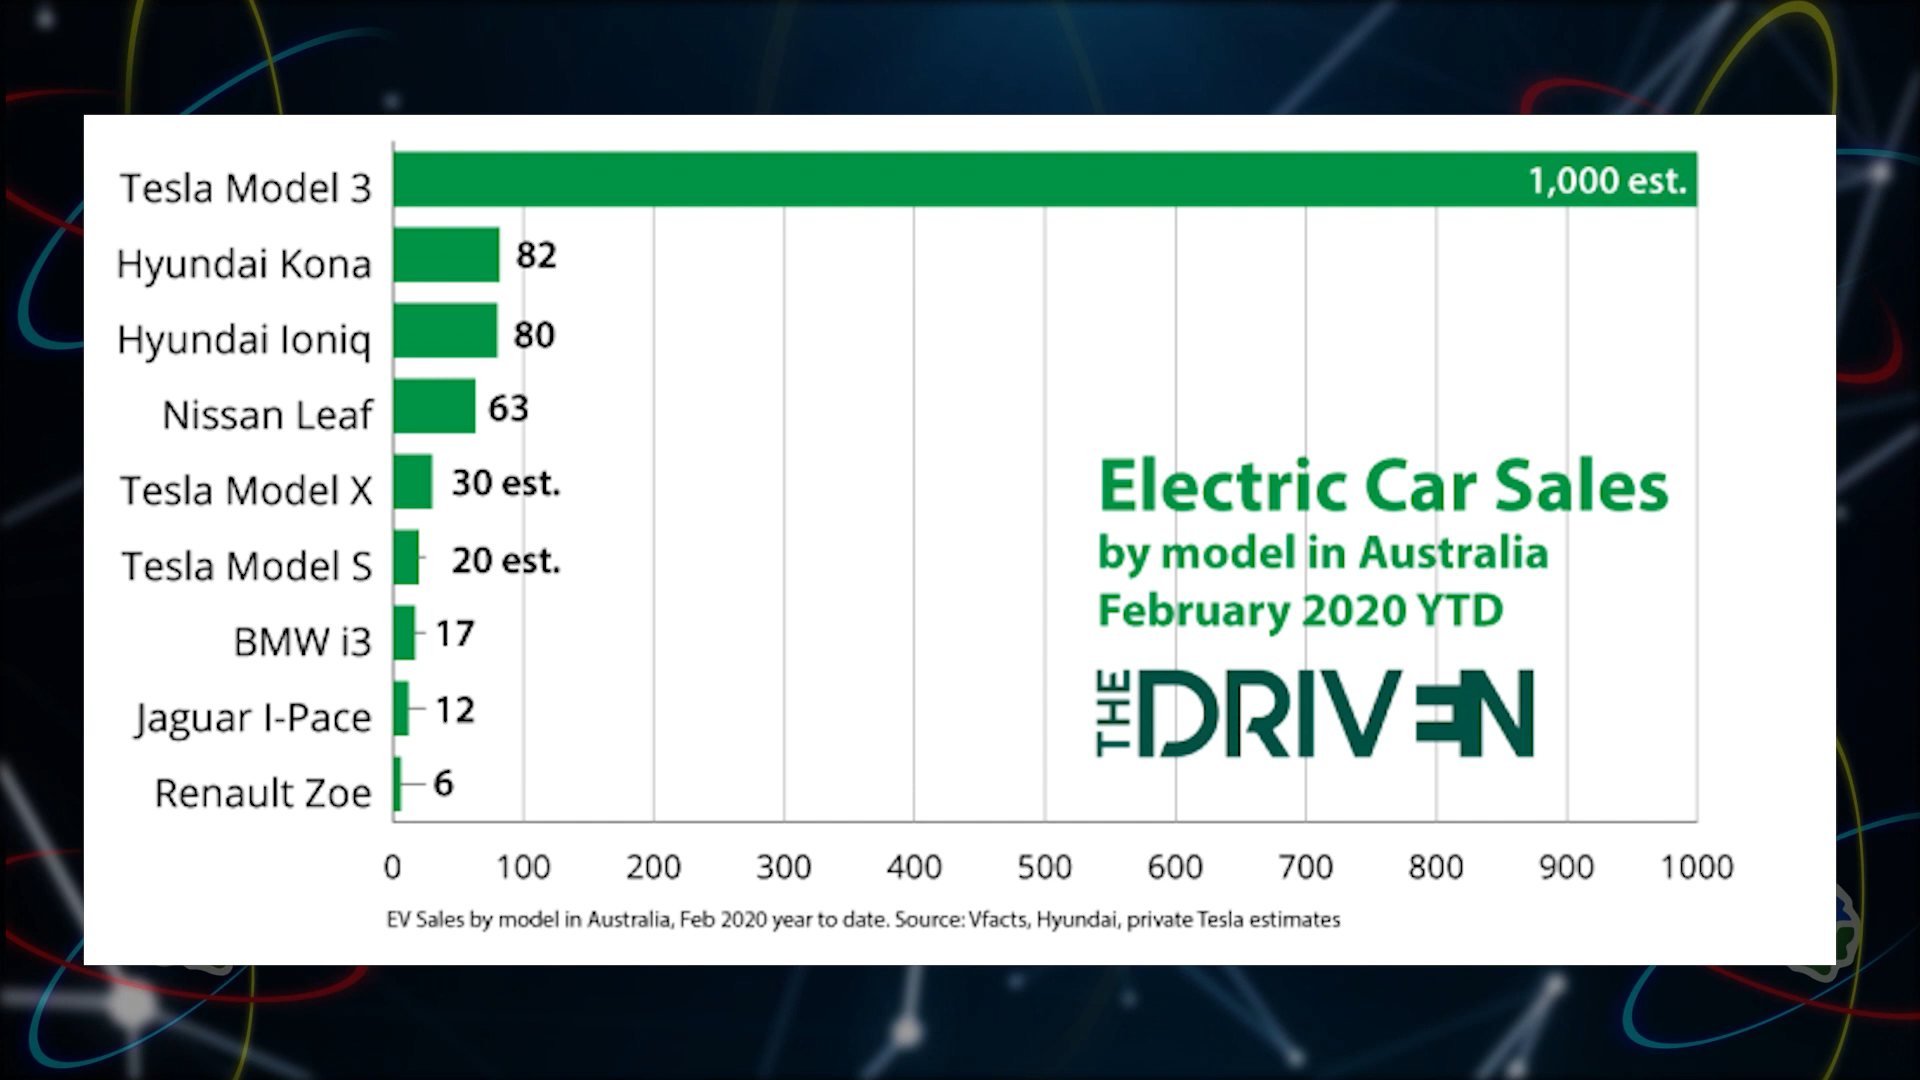 Tesla Model 3 1,000 est.
Hyundai Kona 82
Hyundai Ioniq 80
Nissan Leaf 63
Tesla Model X 30 est.
Tesla Model S 20 est.
BMW i3 17
Jaguar I-Pace 12
Renault Zoe 6
Electric Car Sales
by model in Australia
February 2020 YTD
THE DRIVEN
0 100 200 300 400 500 600 700 800 900 1000
EV Sales by model in Australia, Feb 2020 year to date. Source: Vfacts, Hyundai, private Tesla estimates